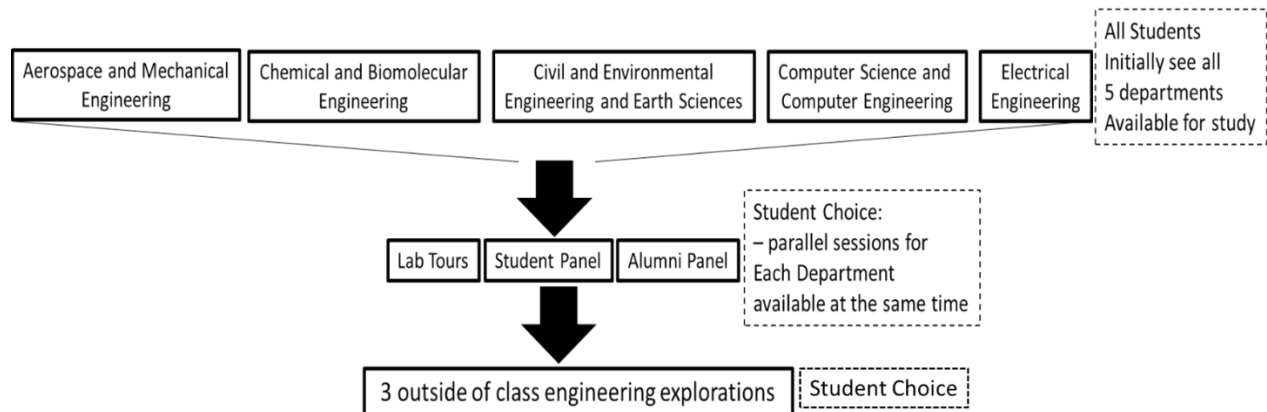 Aerospace and Mechanical
Engineering
Chemical and Biomolecular
Engineering
Civil and Environmental
Engineering and Earth Sciences
Computer Science and
Computer Engineering
Electrical
Engineering
All Students
Initially see all
5 departments
Available for study
Lab Tours
Student Panel
Alumni Panel
Student Choice:
– parallel sessions for
Each Department
available at the same time
3 outside of class engineering explorations
Student Choice